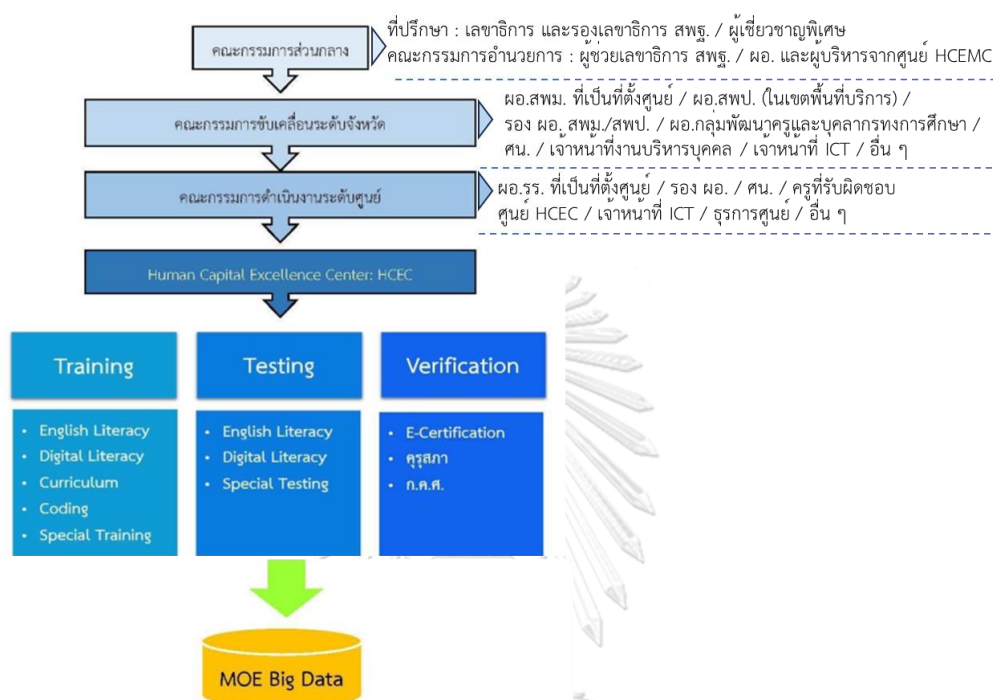 คณะกรรมการส่วนกลาง
ที่ปรึกษา : เลขาธิการ และรองเลขาธิการ สพฐ. / ผู้เชี่ยวชาญพิเศษ
คณะกรรมการอำนวยการ : ผู้ช่วยเลขาธิการ สพฐ. / ผอ. และผู้บริหารจากศูนย์ HCEMC
คณะกรรมการขับเคลื่อนระดับจังหวัด
ผอ.สพม. ที่เป็นที่ตั้งศูนย์ / ผอ.สพป. (ในเขตพื้นที่บริการ) /
รอง ผอ. สพม./สพป. / ผอ.กลุ่มพัฒนาครูและบุคลากรทางการศึกษา /
ศน. / เจ้าหน้าที่งานบริหารบุคคล / เจ้าหน้าที่ ICT / อื่น ๆ
คณะกรรมการดำเนินงานระดับศูนย์
ผอ.รร. ที่เป็นที่ตั้งศูนย์ / รอง ผอ. / ศน. / ครูที่รับผิดชอบ
ศูนย์ HCEC / เจ้าหน้าที่ ICT / ธุรการศูนย์ / อื่น ๆ
Human Capital Excellence Center: HCEC
Training
• English Literacy
• Digital Literacy
• Curriculum
• Coding
• Special Training
Testing
• English Literacy
• Digital Literacy
• Special Testing
Verification
• E-Certification
• คุรุสภา
• ก.ค.ศ.
MOE Big Data